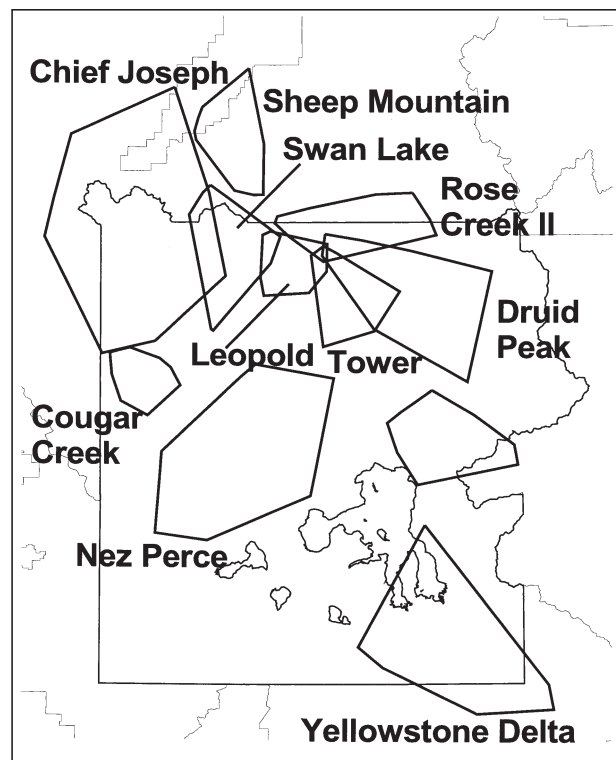 Chief Joseph
Sheep Mountain
Swan Lake
Rose
Creek II
Druid
Peak
Leopold
Tower
Cougar
Creek
Nez Perce
Yellowstone Delta